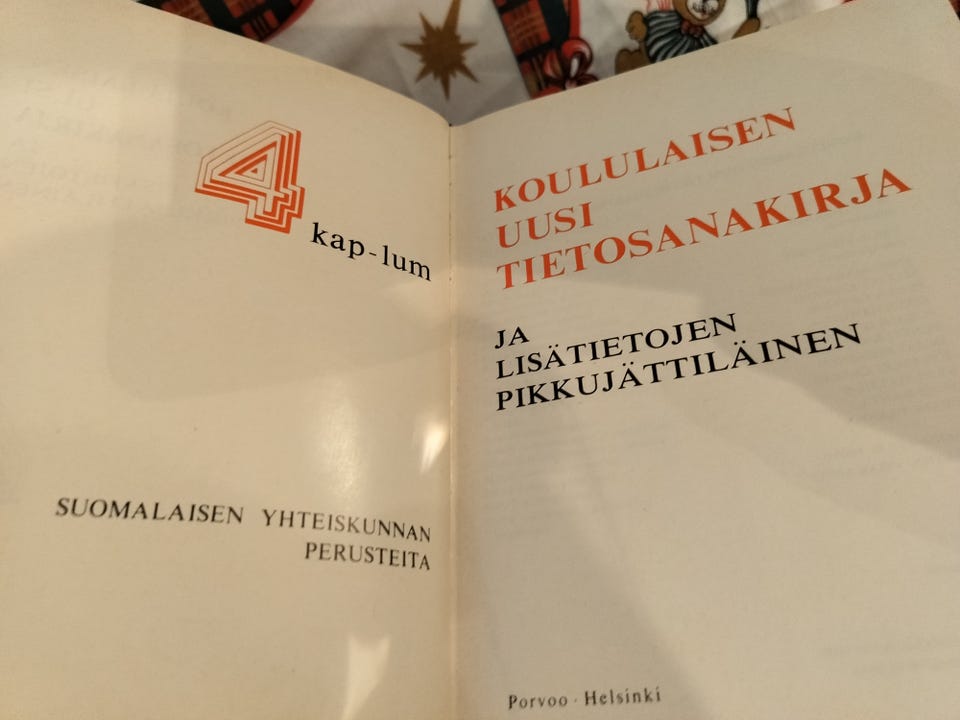 4
kap-lum
SUOMALAISEN YHTEISKUNNAN
PERUSTEITA
KOULULAISEN
UUSI
TIETOSANAKIRJA
JA
LISÄTIETOJEN
PIKKUJÄTTILÄINEN
Porvoo · Helsinki